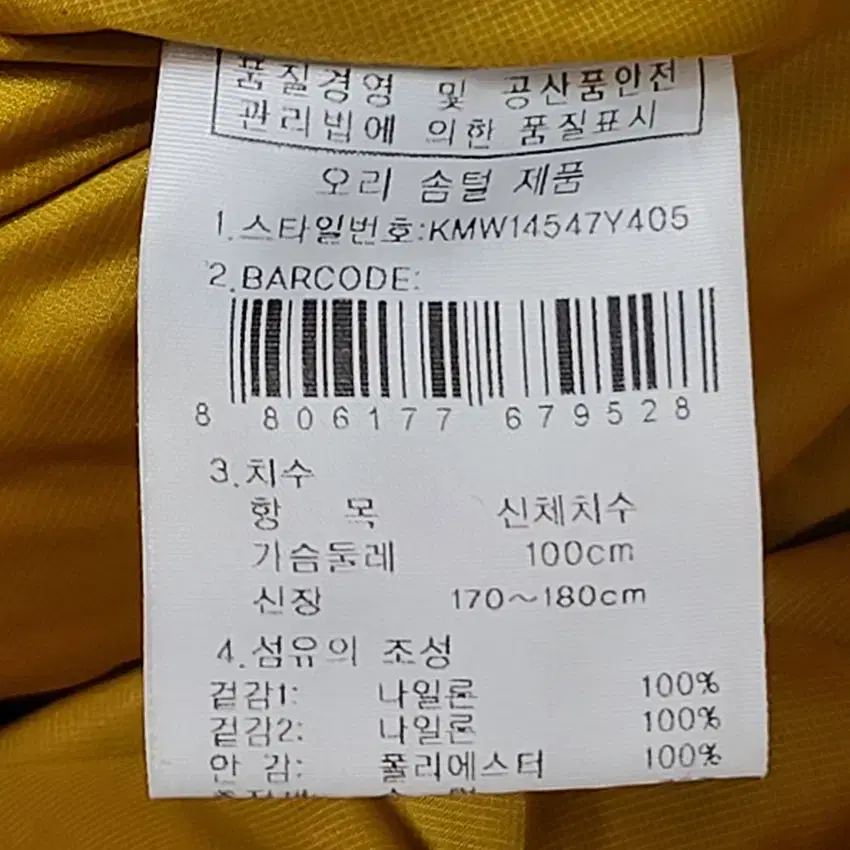 품질경영 및 공산품안전
관리법에 의한 품질표시
오리 솜털 제품
1.스타일번호:KMW14547Y405
2.BARCODE:
8 806177 679528
3.치수
항 목 신체치수
가슴둘레 100cm
신장 170~180cm
4.섬유의 조성
겉감1: 나일론 100%
겉감2: 나일론 100%
안 감: 폴리에스터 100%